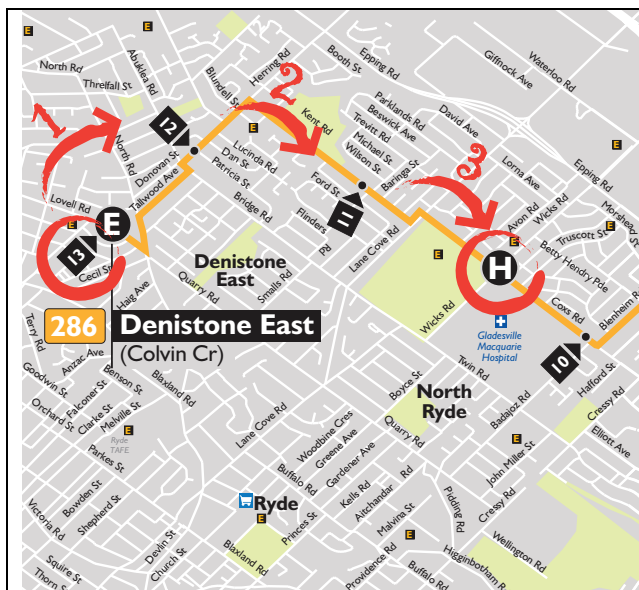 North Rd
Threlfall St
Abuklea Rd
Blundell St
Herring Rd
Booth St
Epping Rd
Giffnock Ave
Waterloo Rd
Kent Rd
Parklands Rd
Beswick Ave
Trevitt Rd
Michael St
Wilson St
David Ave
Baringa St
Lorna Ave
Epping Rd
1
2
3
North Rd
Donovan St
Tallwood Ave
12
Lucinda Rd
Dan St
Patricia St
Bridge Rd
Ford St
11
Flinders Rd
Lovell Rd
E
13
Cecil St
Avon Rd
Wicks Rd
Truscott St
Morshead St
Betty Hendry Pde
H
Denistone
East
Lane Cove Rd
Smalls Rd
Quarry Rd
Haig Ave
Wicks Rd
Coxs Rd
Blenheim Rd
10
286
Denistone East
(Colvin Cr)
Gladesville
Macquarie
Hospital
Terry Rd
Anzac Ave
Goodwin St
Benson St
Falconer St
Orchard St
Clarke St
Melville St
Blaxland Rd
Twin Rd
Boyce St
North
Ryde
Halford St
Cressy Rd
Badajoz Rd
Elliott Ave
Ryde
TAFE
Parkes St
Lane Cove Rd
Woodbine Cres
Greene Ave
Gardener Ave
Quarry Rd
John Miller St
Buffalo Rd
Kells Rd
Aitchandar Rd
Pidding Rd
Cressy Rd
Bowden St
Shepherd St
Victoria Rd
Ryde
Princes St
Malvina St
Wellington Rd
Devlin St
Church St
Blaxland Rd
Providence Rd
Buffalo Rd
Higginbotham Rd
Squire St
Thorn St